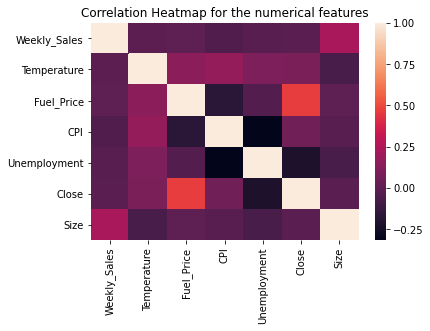 Correlation Heatmap for the numerical features
Weekly_Sales
Temperature
Fuel_Price
CPI
Unemployment
Close
Size
1.00
0.75
0.50
0.25
0.00
−0.25
Weekly_Sales
Temperature
Fuel_Price
CPI
Unemployment
Close
Size